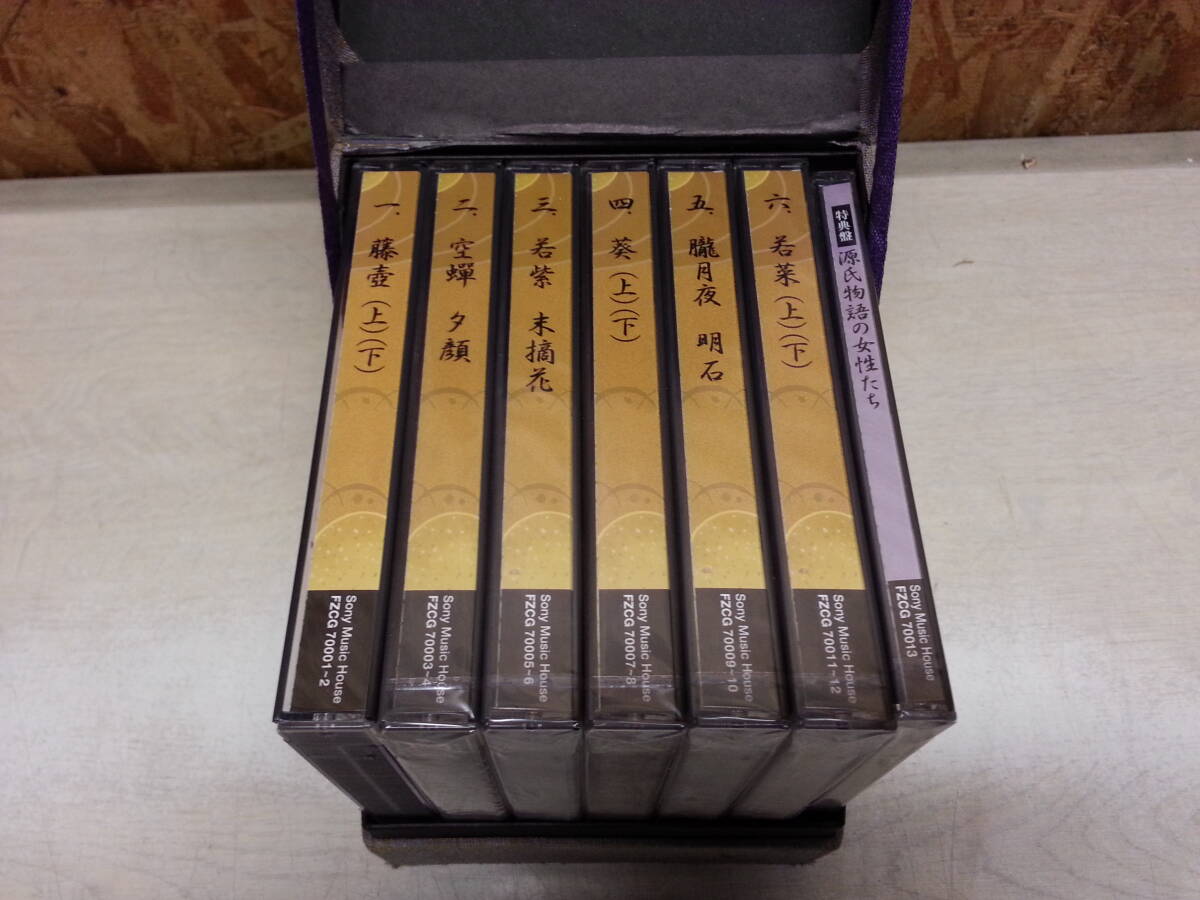 一、藤壺(上)(下)
Sony Music House
FZCG 70001~2
二、空蟬 夕顔
Sony Music House
FZCG 70003~4
三、若紫 末摘花
Sony Music House
FZCG 70005~6
四、葵(上)(下)
Sony Music House
FZCG 70007~8
五、朧月夜 明石
Sony Music House
FZCG 70009~10
六、若菜(上)(下)
Sony Music House
FZCG 70011~12
特典盤 源氏物語の女性たち
Sony Music House
FZCG 70013